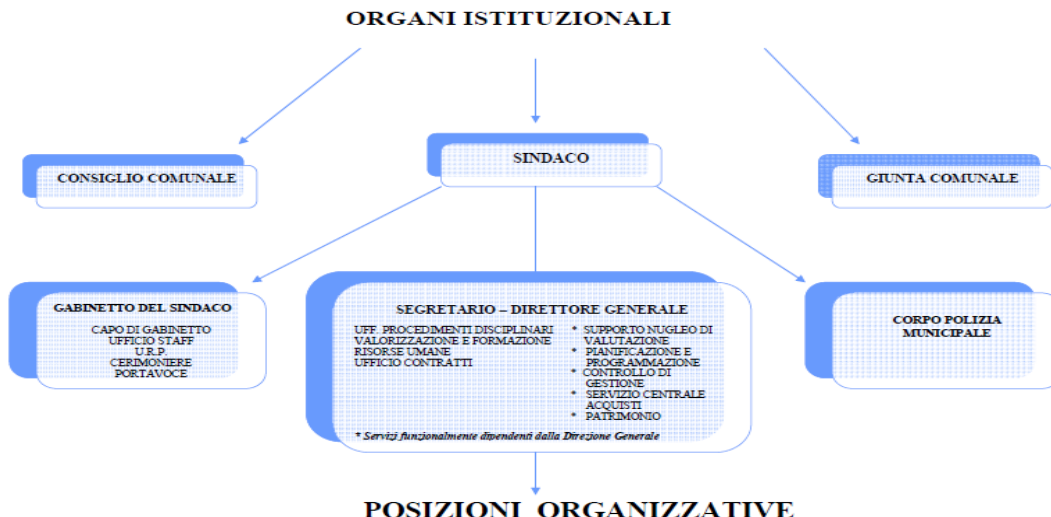 ORGANI ISTITUZIONALI
CONSIGLIO COMUNALE
SINDACO
GIUNTA COMUNALE
GABINETTO DEL SINDACO
CAPO DI GABINETTO
UFFICIO STAFF
U.R.P.
CERIMONIERE
PORTAVOCE
SEGRETARIO – DIRETTORE GENERALE
UFF. PROCEDIMENTI DISCIPLINARI
VALORIZZAZIONE E FORMAZIONE
RISORSE UMANE
UFFICIO CONTRATTI
* SUPPORTO NUGLEO DI
VALUTAZIONE
* PIANIFICAZIONE E
PROGRAMMAZIONE
* CONTROLLO DI
GESTIONE
* SERVIZIO CENTRALE
ACQUISTI
* PATRIMONIO
* Servizi funzionalmente dipendenti dalla Direzione Generale
CORPO POLIZIA
MUNICIPALE
POSIZIONI ORGANIZZATIVE